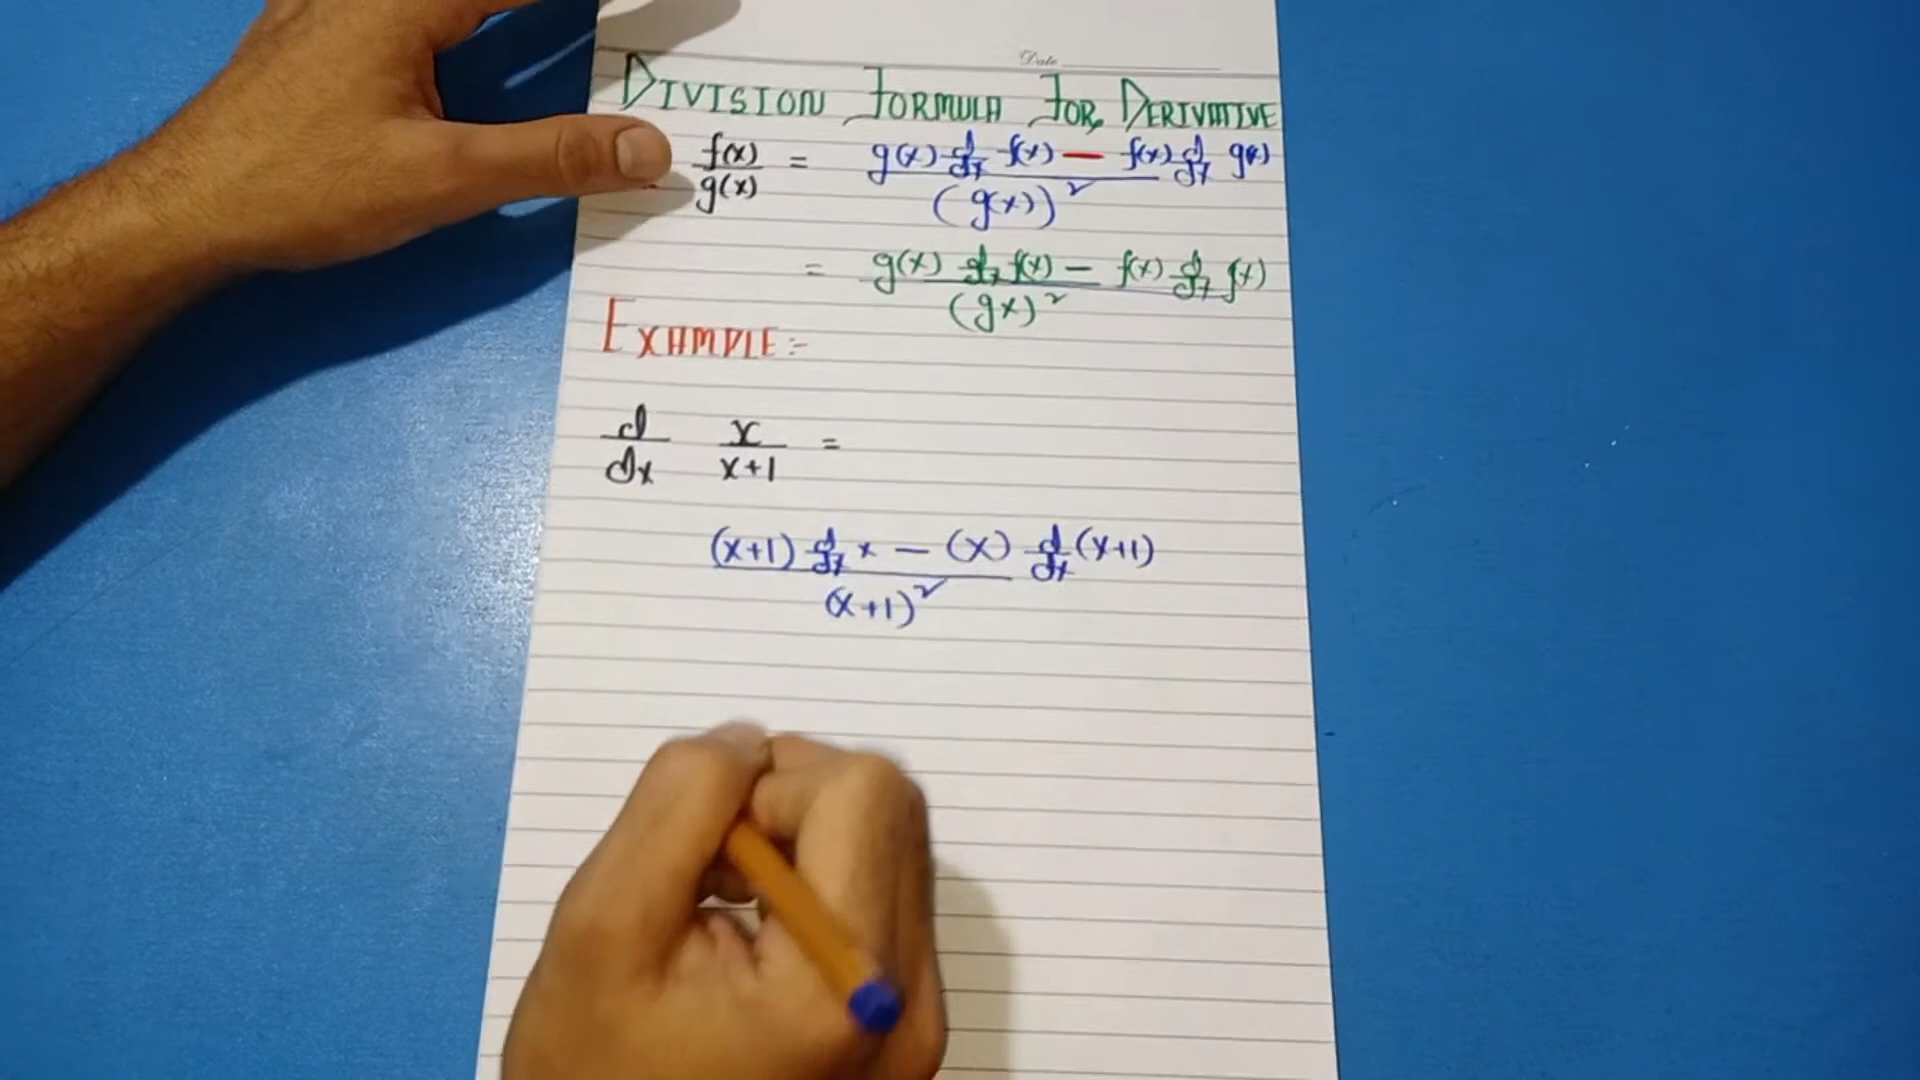 Date
DIVISION FORMULA FOR DERIVATIVE
f(x)/g(x) = g(x) d/dx f(x) — f(x) d/dx g(x) / (g(x))²
= g(x) d/dx f(x) — f(x) d/dx f(x) / (gx)²
EXAMPLE:-
d/dx x/x+1 =
(x+1) d/dx x — (x) d/dx (x+1) / (x+1)²